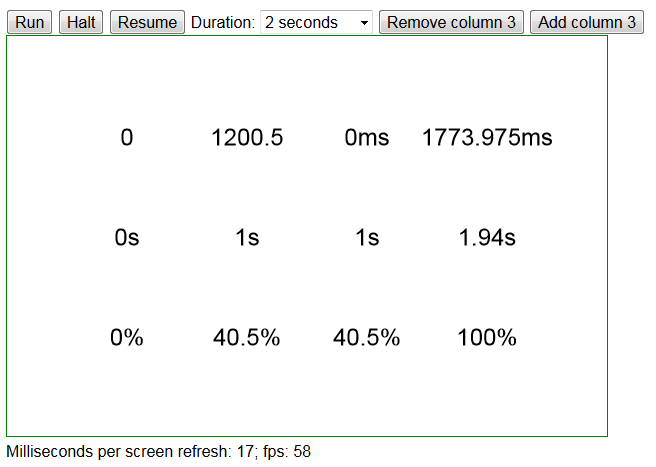 Run Halt Resume Duration: 2 seconds Remove column 3 Add column 3
0 1200.5 0ms 1773.975ms
0s 1s 1s 1.94s
0% 40.5% 40.5% 100%
Milliseconds per screen refresh: 17; fps: 58